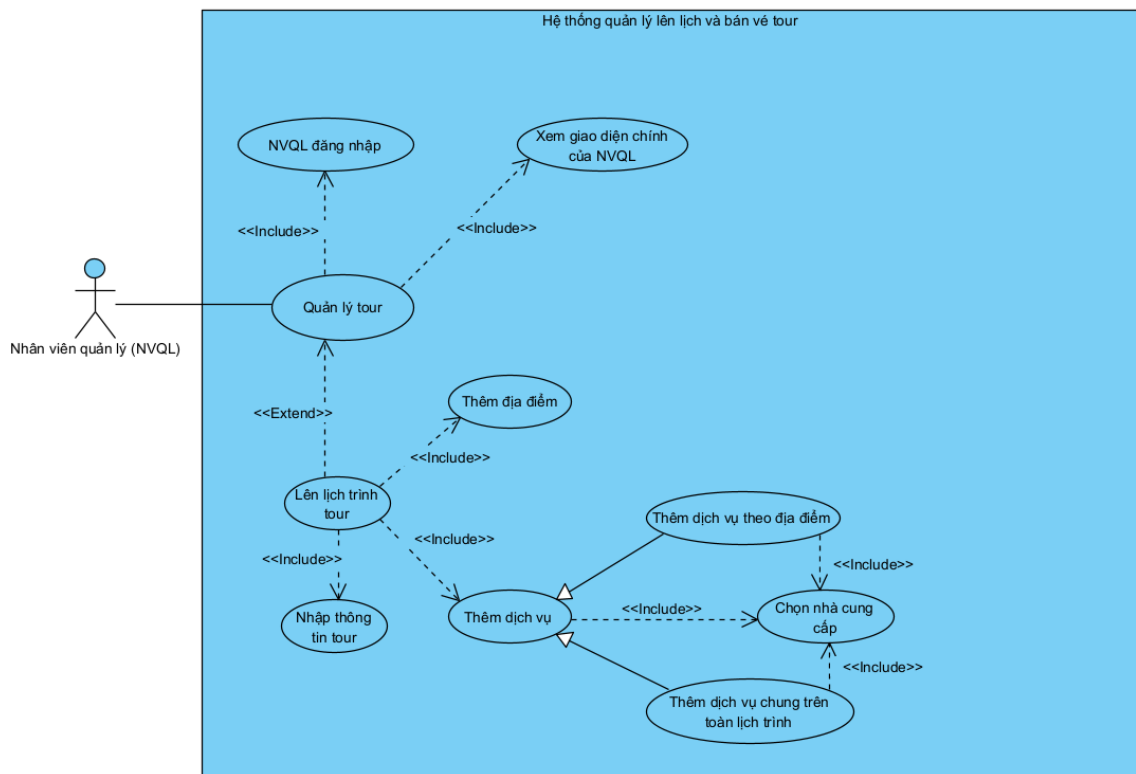 Hệ thống quản lý lên lịch và bán vé tour
NVQL đăng nhập
Xem giao diện chính
của NVQL
<<Include>>
<<Include>>
Quản lý tour
Nhân viên quản lý (NVQL)
<<Extend>>
Thêm địa điểm
<<Include>>
Lên lịch trình
tour
Thêm dịch vụ theo địa điểm
<<Include>>
<<Include>>
<<Include>>
Nhập thông
tin tour
Thêm dịch vụ
<<Include>>
Chọn nhà cung
cấp
<<Include>>
Thêm dịch vụ chung trên
toàn lịch trình